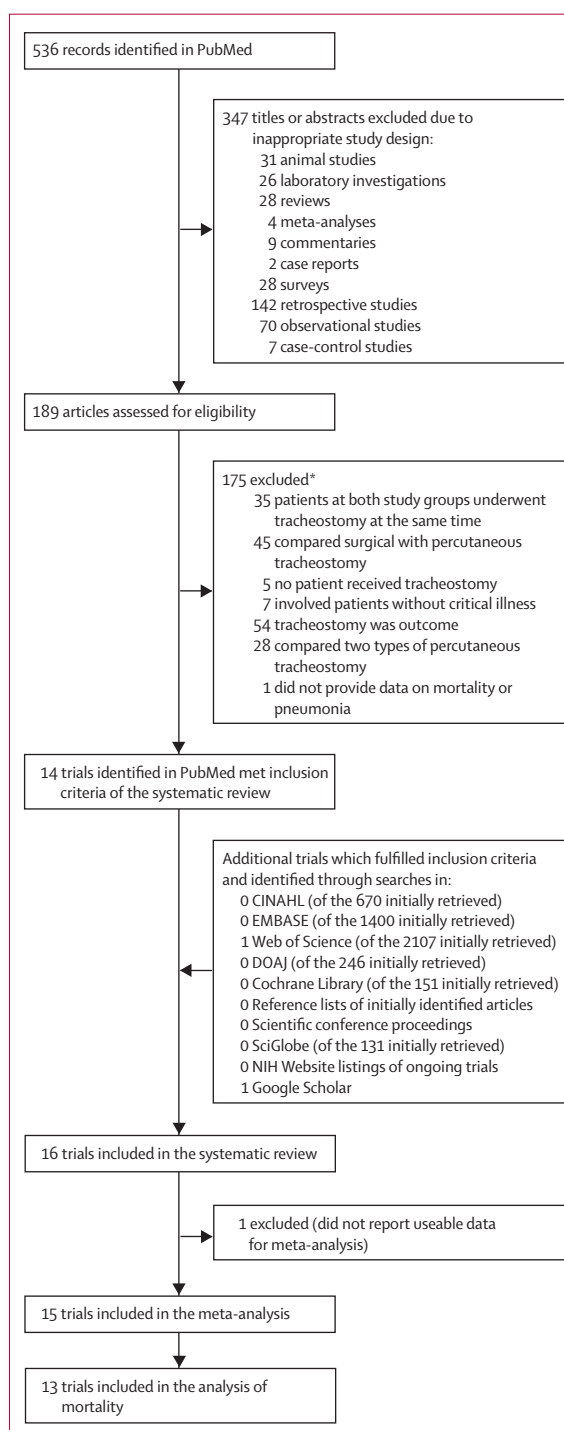 536 records identified in PubMed
347 titles or abstracts excluded due to
inappropriate study design:
31 animal studies
26 laboratory investigations
28 reviews
4 meta-analyses
9 commentaries
2 case reports
28 surveys
142 retrospective studies
70 observational studies
7 case-control studies
189 articles assessed for eligibility
175 excluded*
35 patients at both study groups underwent
tracheostomy at the same time
45 compared surgical with percutaneous
tracheostomy
5 no patient received tracheostomy
7 involved patients without critical illness
54 tracheostomy was outcome
28 compared two types of percutaneous
tracheostomy
1 did not provide data on mortality or
pneumonia
14 trials identified in PubMed met inclusion
criteria of the systematic review
Additional trials which fulfilled inclusion criteria
and identified through searches in:
0 CINAHL (of the 670 initially retrieved)
0 EMBASE (of the 1400 initially retrieved)
1 Web of Science (of the 2107 initially retrieved)
0 DOAJ (of the 246 initially retrieved)
0 Cochrane Library (of the 151 initially retrieved)
0 Reference lists of initially identified articles
0 Scientific conference proceedings
0 SciGlobe (of the 131 initially retrieved)
0 NIH Website listings of ongoing trials
1 Google Scholar
16 trials included in the systematic review
1 excluded (did not report useable data
for meta-analysis)
15 trials included in the meta-analysis
13 trials included in the analysis of
mortality